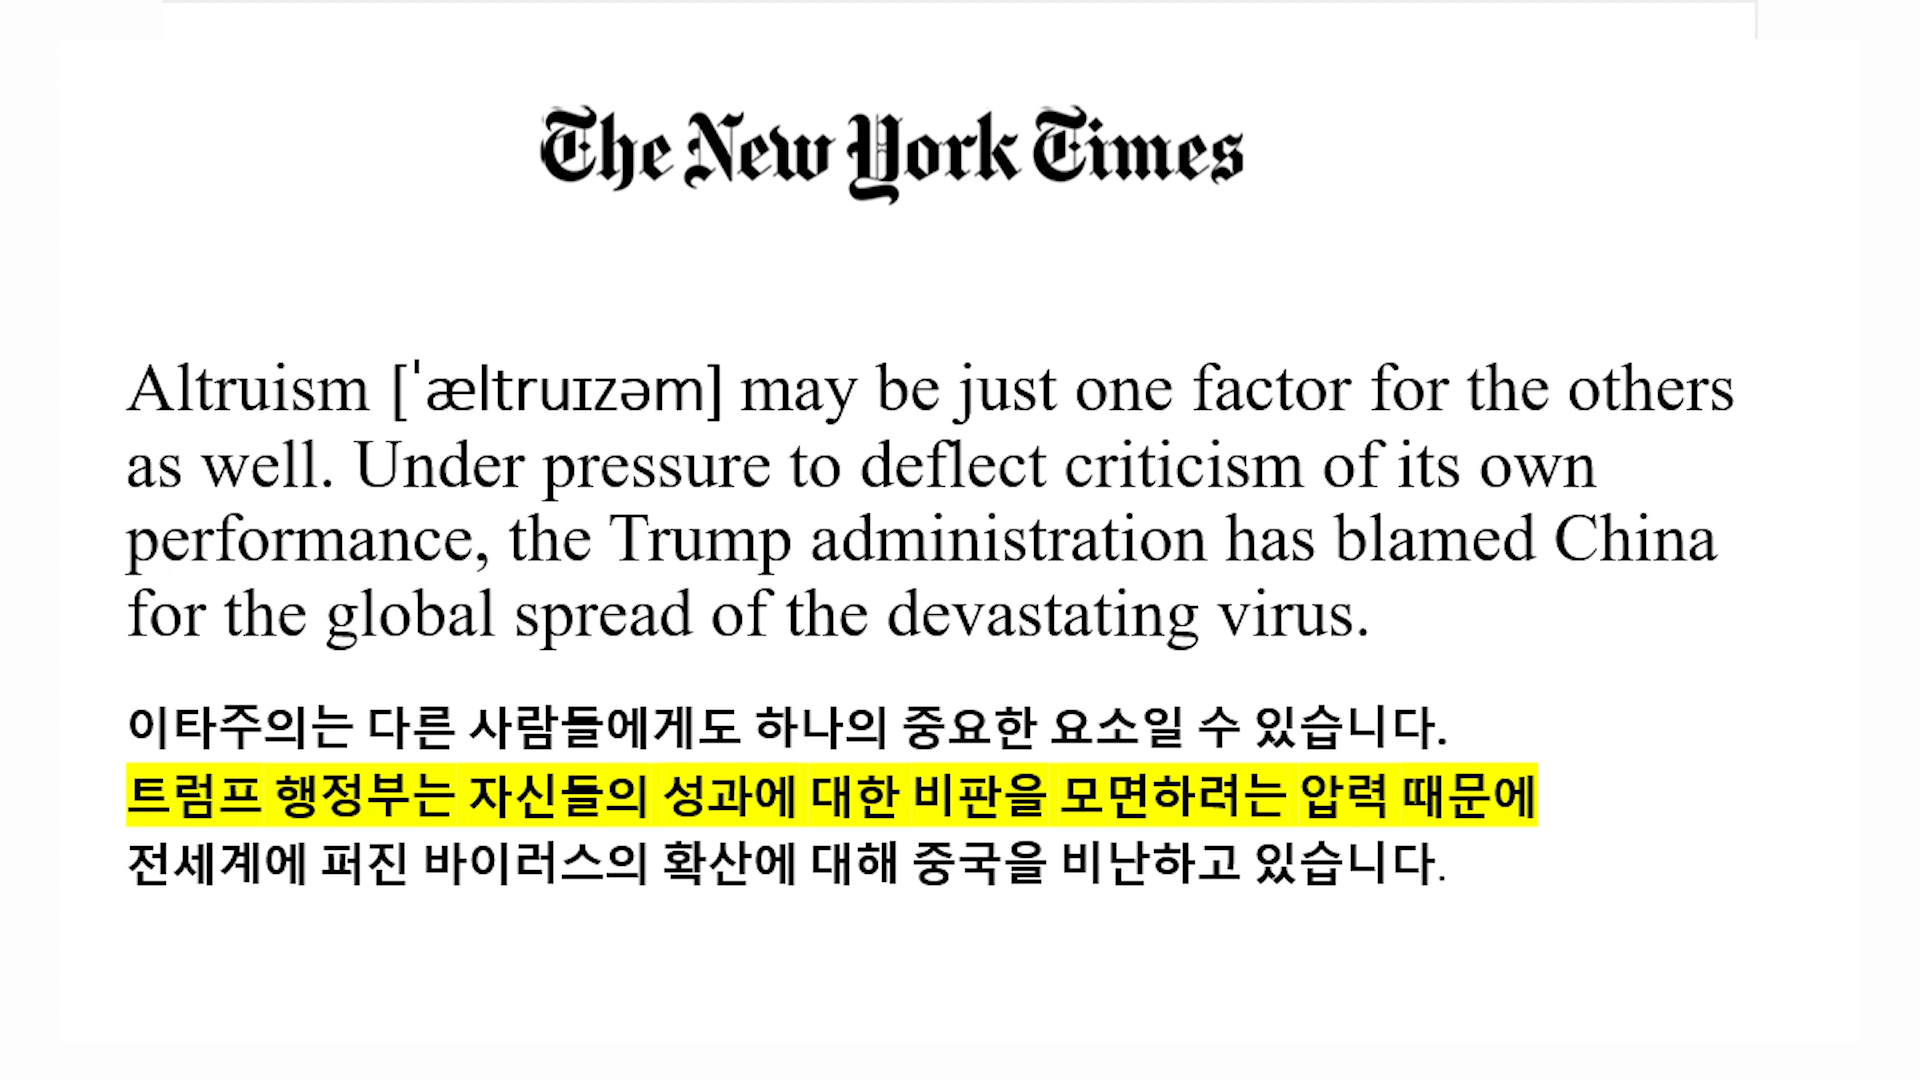 The New York Times
Altruism [ˈæltruɪzəm] may be just one factor for the others
as well. Under pressure to deflect criticism of its own
performance, the Trump administration has blamed China
for the global spread of the devastating virus.
이타주의는 다른 사람들에게도 하나의 중요한 요소일 수 있습니다.
트럼프 행정부는 자신들의 성과에 대한 비판을 모면하려는 압력 때문에
전세계에 퍼진 바이러스의 확산에 대해 중국을 비난하고 있습니다.